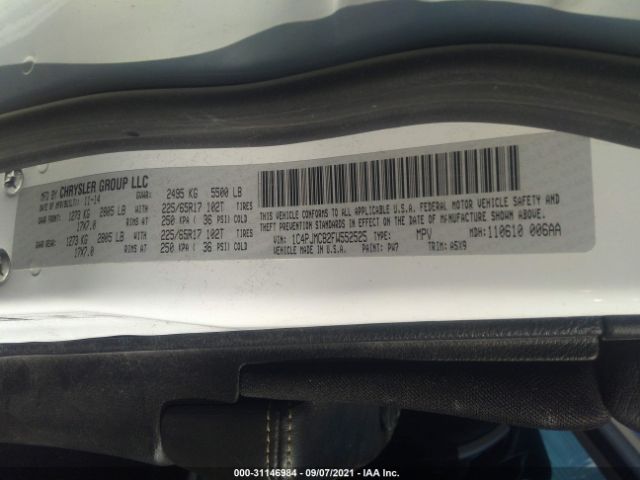 MFG BY: CHRYSLER GROUP LLC
DATE OF MFR 11-14 GVWR: 2495 KG 5500 LB
GAWR FRONT: 1273 KG 2805 LB WITH 225/65R17 102T TIRES
17X7.0 RIMS AT 250 KPA ( 36 PSI) COLD
GAWR REAR: 1273 KG 2805 LB WITH 225/65R17 102T TIRES
17X7.0 RIMS AT 250 KPA ( 36 PSI) COLD
THIS VEHICLE CONFORMS TO ALL APPLICABLE U.S.A. FEDERAL MOTOR VEHICLE SAFETY AND
THEFT PREVENTION STANDARDS IN EFFECT ON THE DATE OF MANUFACTURE SHOWN ABOVE.
VIN: 1C4PJMCB2FW552525 TYPE: MPV MDH: 110610 006AA
VEHICLE MADE IN U.S.A. PAINT: PW7 TRIM: A5X9
000-31146984 - 09/07/2021 - IAA Inc.